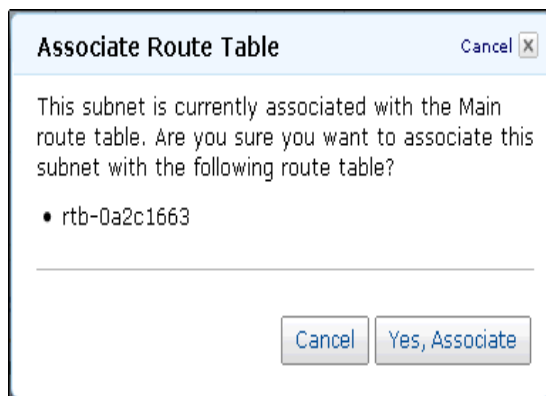 Associate Route Table
Cancel
This subnet is currently associated with the Main
route table. Are you sure you want to associate this
subnet with the following route table?
• rtb-0a2c1663
Cancel
Yes, Associate